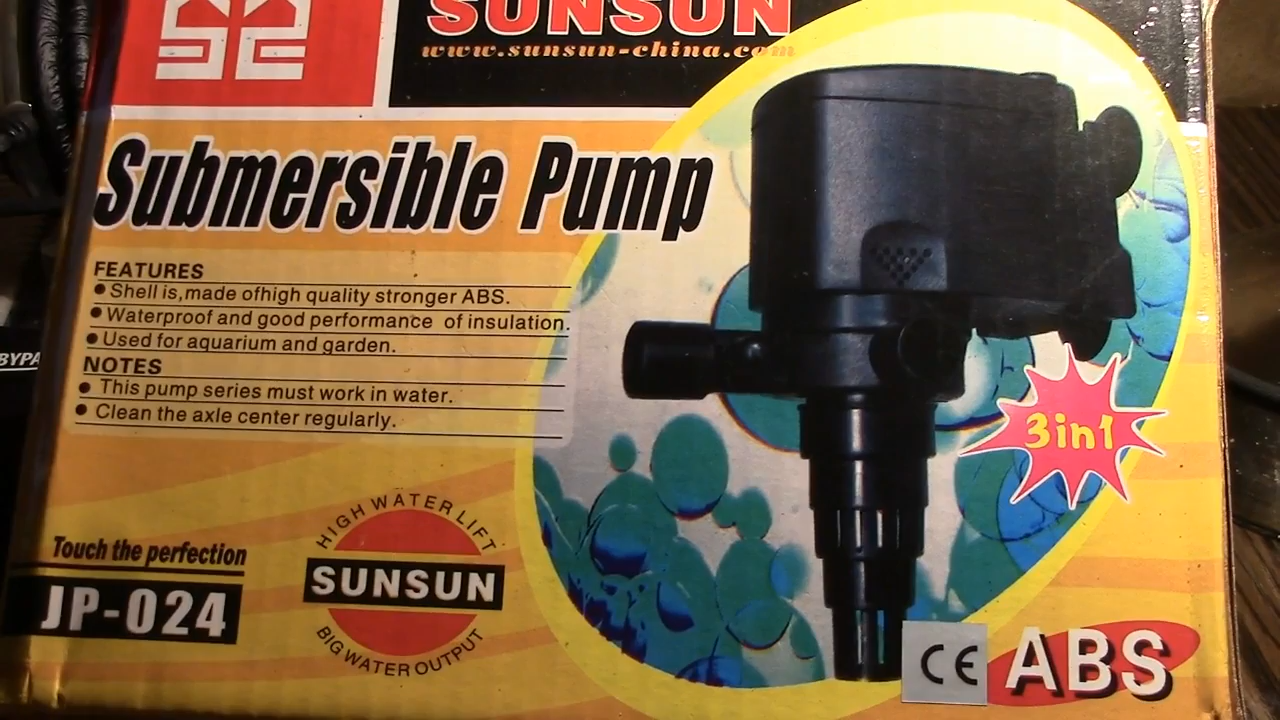 SUNSUN
www.sunsun-china.com
Submersible Pump
FEATURES
● Shell is,made ofhigh quality stronger ABS.
● Waterproof and good performance of insulation.
● Used for aquarium and garden.
NOTES
● This pump series must work in water.
● Clean the axle center regularly.
3in1
Touch the perfection
JP-024
HIGH WATER LIFT
SUNSUN
BIG WATER OUTPUT
CE
ABS